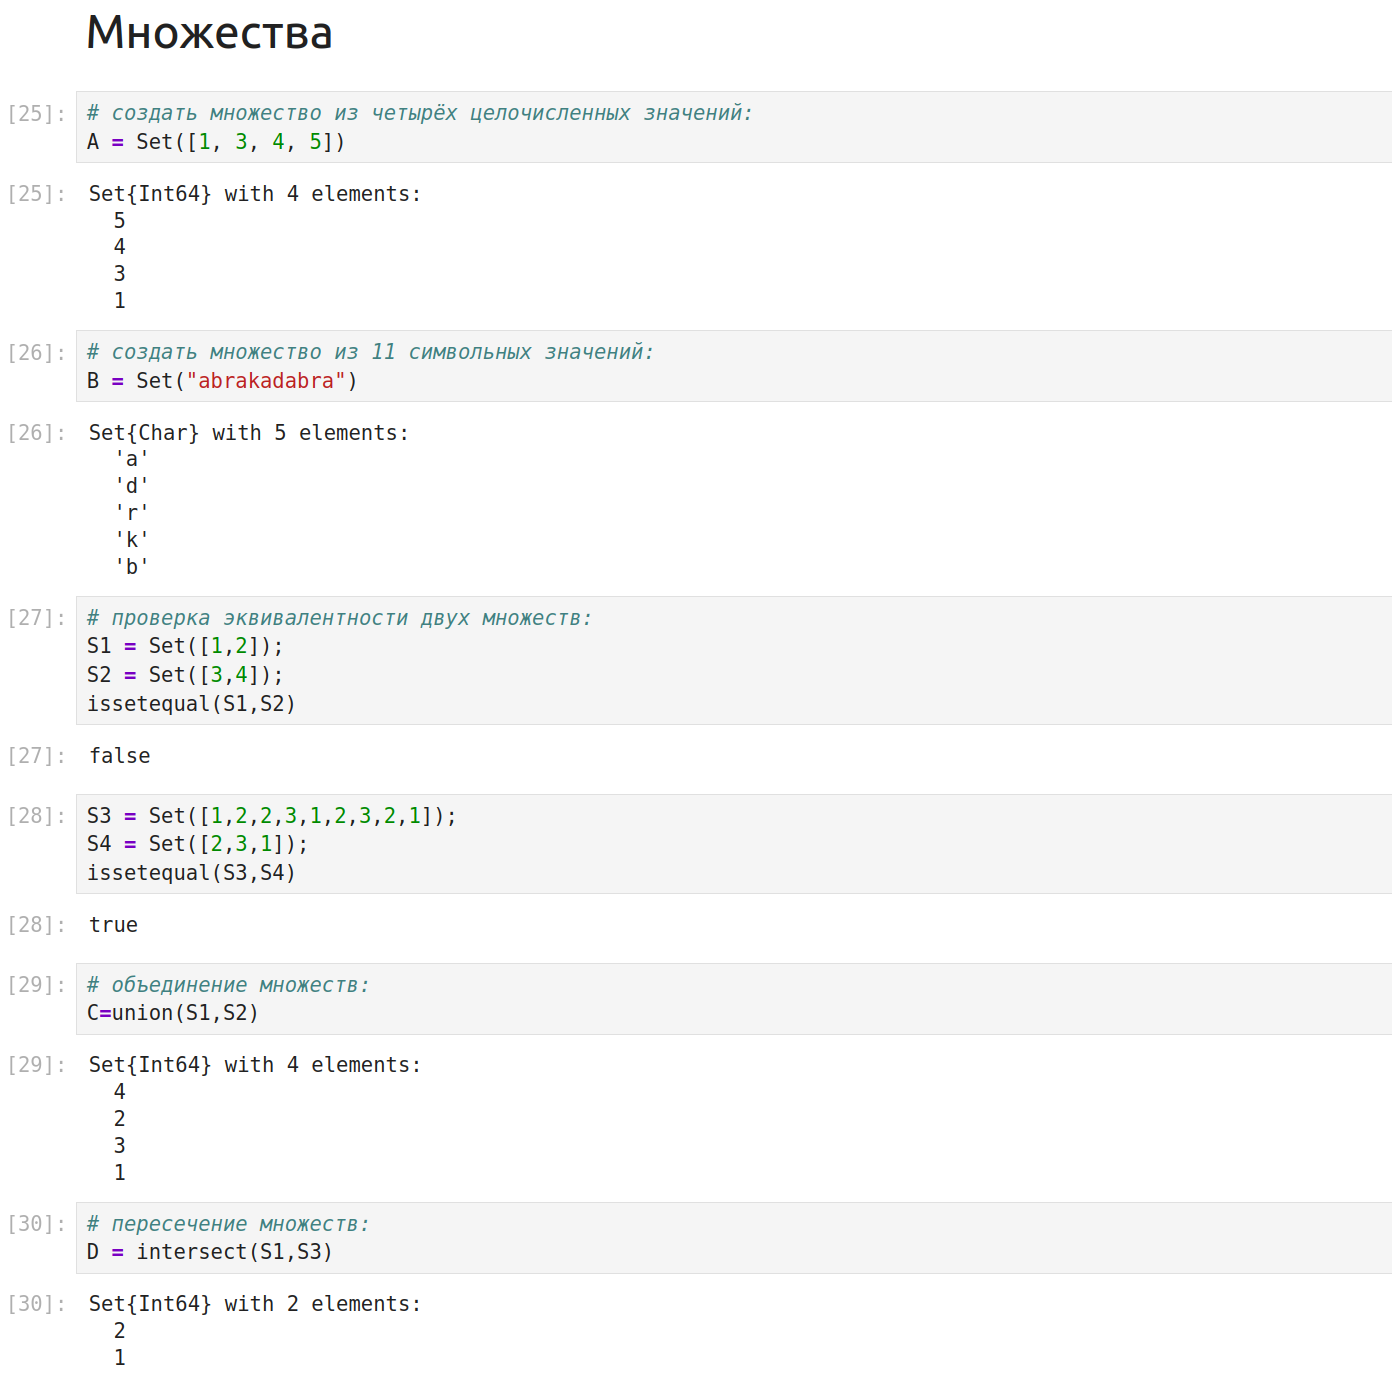 Множества
[25]: # создать множество из четырёх целочисленных значений:
A = Set([1, 3, 4, 5])
[25]: Set{Int64} with 4 elements:
5
4
3
1
[26]: # создать множество из 11 символьных значений:
B = Set("abrakadabra")
[26]: Set{Char} with 5 elements:
'a'
'd'
'r'
'k'
'b'
[27]: # проверка эквивалентности двух множеств:
S1 = Set([1,2]);
S2 = Set([3,4]);
issetequal(S1,S2)
[27]: false
[28]: S3 = Set([1,2,2,3,1,2,3,2,1]);
S4 = Set([2,3,1]);
issetequal(S3,S4)
[28]: true
[29]: # объединение множеств:
C=union(S1,S2)
[29]: Set{Int64} with 4 elements:
4
2
3
1
[30]: # пересечение множеств:
D = intersect(S1,S3)
[30]: Set{Int64} with 2 elements:
2
1